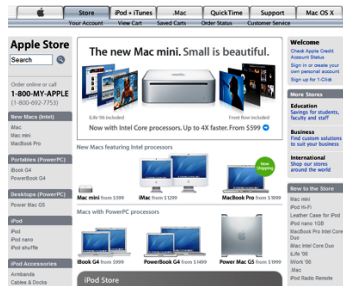 Store
iPod + iTunes
.Mac
QuickTime
Support
Mac OS X
Your Account
View Cart
Saved Carts
Order Status
Customer Service
Apple Store
Search
Order online or call
1-800-MY-APPLE
(1-800-692-7753)
New Macs (Intel)
iMac
Mac mini
MacBook Pro
Portables (PowerPC)
iBook G4
PowerBook G4
Desktops (PowerPC)
Power Mac G5
iPod
iPod
iPod nano
iPod shuffle
iPod Accessories
Armbands
Cables & Docks
The new Mac mini. Small is beautiful.
iLife '06 Included
Front Row included
Now with Intel Core processors. Up to 4X faster. From $599
New Macs featuring Intel processors
Now Shipping
Mac mini from $599
iMac from $1299
MacBook Pro from $1999
Macs with PowerPC processors
iBook G4 from $999
PowerBook G4 from $1499
Power Mac G5 from $1999
iPod Store
Welcome
Check Apple Credit
Account Status
Sign in or create your
own personal account
Sign up for 1-Click
More Stores
Education
Savings for students,
faculty and staff
Business
Find custom solutions
to suit your business
International
Shop our stores
around the world
New to the Store
Mac mini
iPod Hi-Fi
Leather Case for iPod
iPod nano 1GB
MacBook Pro Intel Core
Duo
iMac Intel Core Duo
iLife '06
iWork '06
.Mac
iPod Radio Remote